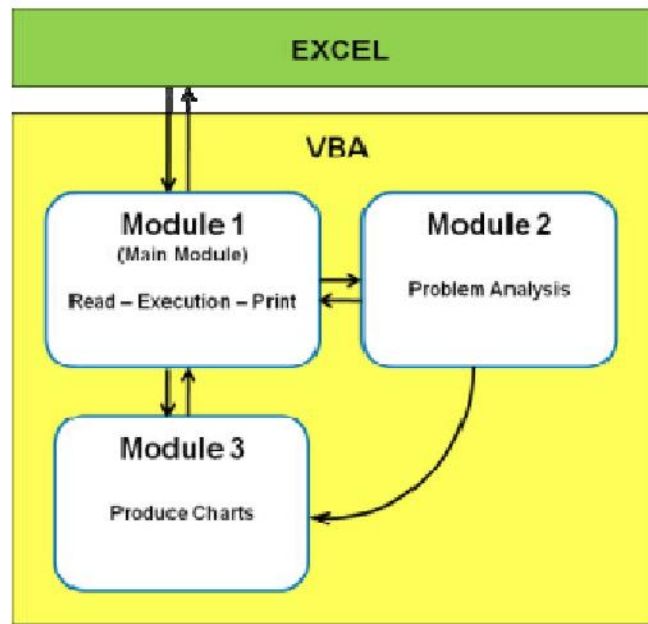 EXCEL
VBA
Module 1
(Main Module)
Read – Execution – Print
Module 2
Problem Analysis
Module 3
Produce Charts